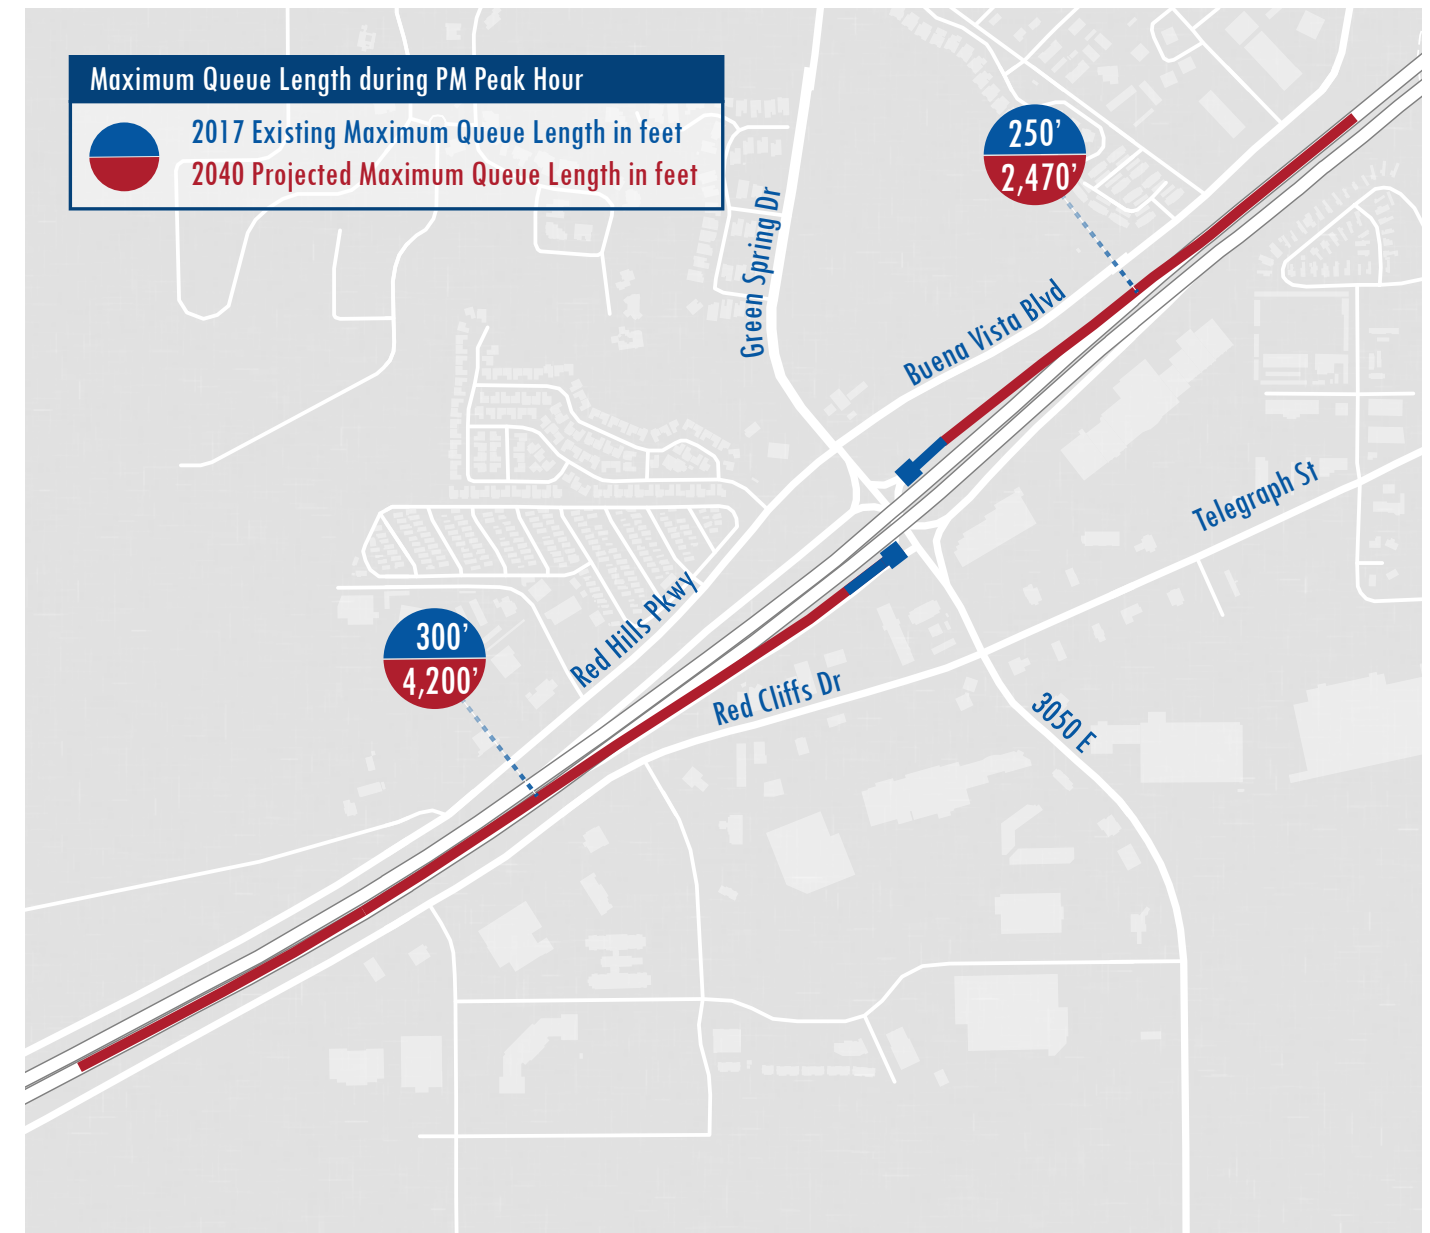 Maximum Queue Length during PM Peak Hour
2017 Existing Maximum Queue Length in feet
2040 Projected Maximum Queue Length in feet
250’
2,470’
Green Spring Dr
Buena Vista Blvd
Telegraph St
Red Hills Pkwy
300’
4,200’
Red Cliffs Dr
3050 E